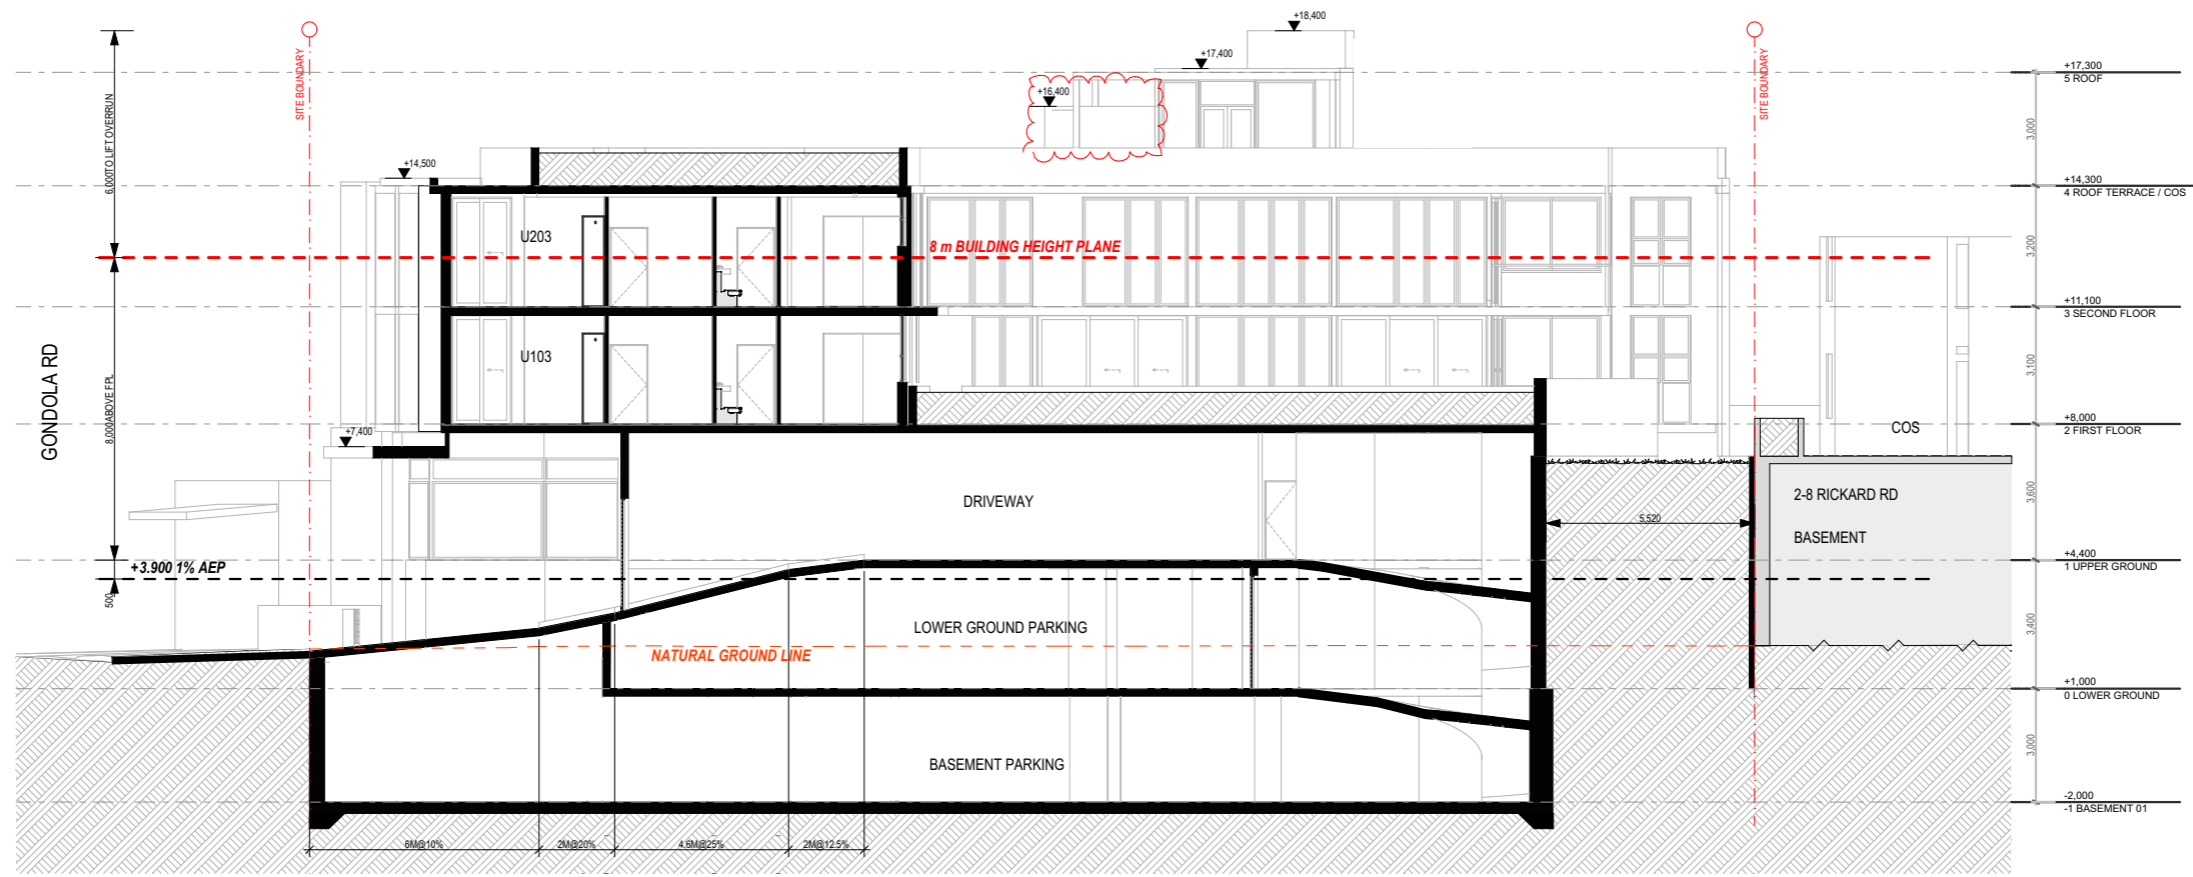 +18,400
+17,400
+16,400
+14,500
+7,400
SITE BOUNDARY
SITE BOUNDARY
6,000TO LIFT OVERRUN
8,000ABOVE FPL
500
GONDOLA RD
U203
U103
8 m BUILDING HEIGHT PLANE
+3.900 1% AEP
DRIVEWAY
LOWER GROUND PARKING
NATURAL GROUND LINE
BASEMENT PARKING
6M@10%
2M@20%
4.6M@25%
2M@12.5%
5,520
COS
2-8 RICKARD RD
BASEMENT
+17,300
5 ROOF
3,000
+14,300
4 ROOF TERRACE / COS
3,200
+11,100
3 SECOND FLOOR
3,100
+8,000
2 FIRST FLOOR
3,600
+4,400
1 UPPER GROUND
3,400
+1,000
0 LOWER GROUND
3,000
-2,000
-1 BASEMENT 01